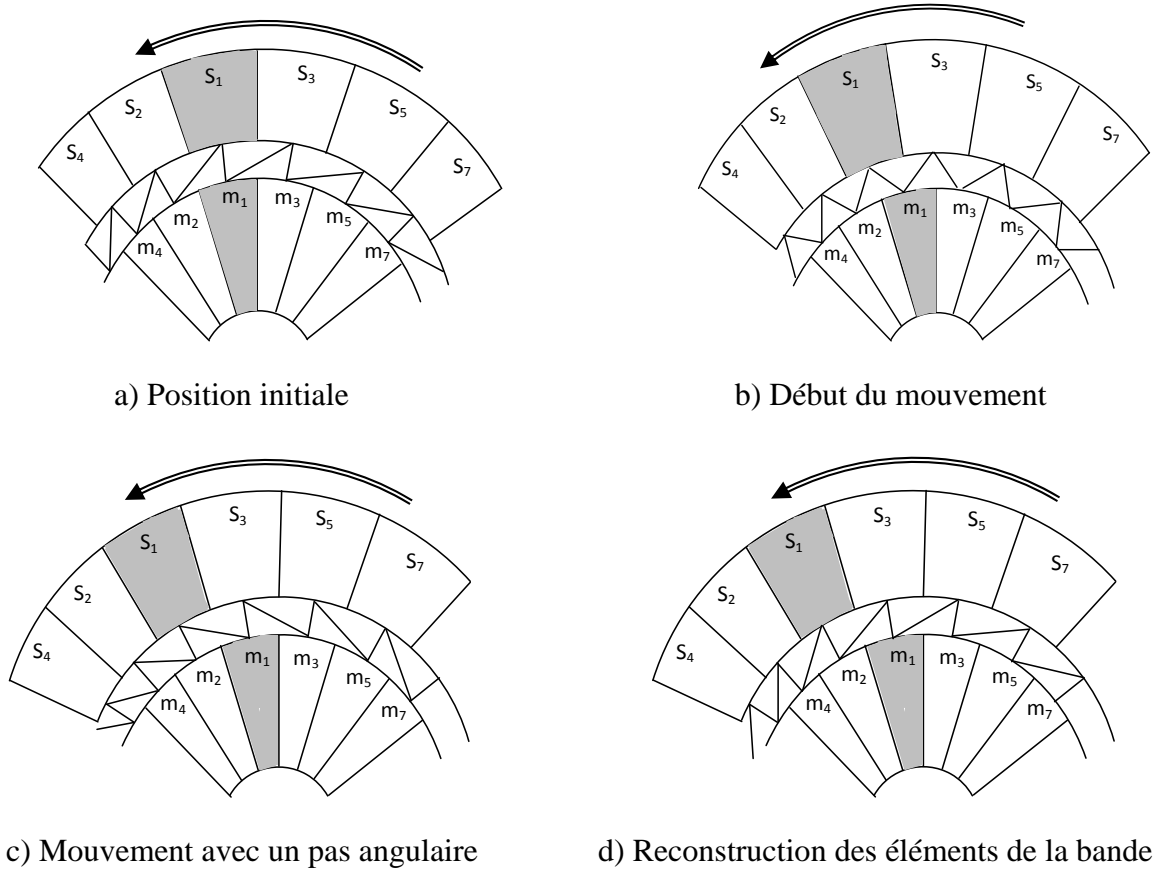 S₄ S₂ S₁ S₃ S₅ S₇
m₄ m₂ m₁ m₃ m₅ m₇
a) Position initiale
S₄ S₂ S₁ S₃ S₅ S₇
m₄ m₂ m₁ m₃ m₅ m₇
b) Début du mouvement
S₄ S₂ S₁ S₃ S₅ S₇
m₄ m₂ m₁ m₃ m₅ m₇
c) Mouvement avec un pas angulaire
S₄ S₂ S₁ S₃ S₅ S₇
m₄ m₂ m₁ m₃ m₅ m₇
d) Reconstruction des éléments de la bande